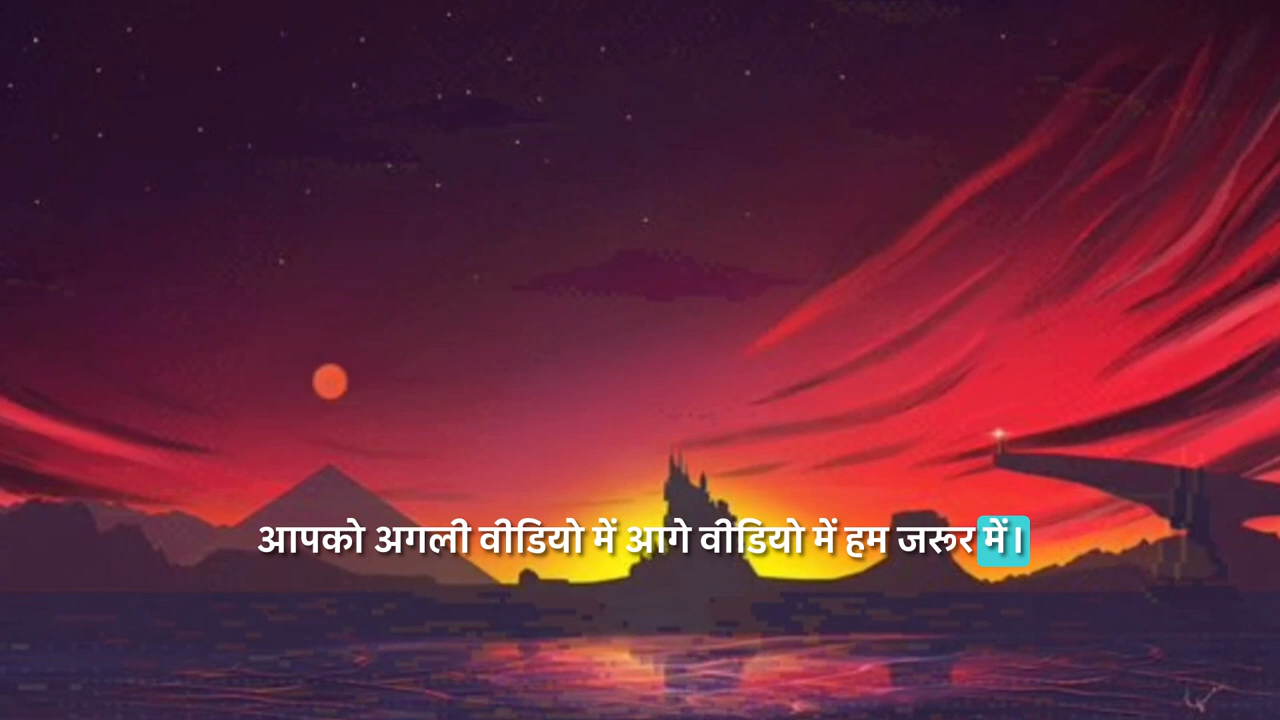 आपको अगली वीडियो में आगे वीडियो में हम जरूर में।